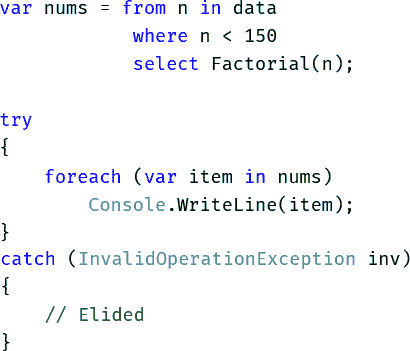 var nums = from n in data
where n < 150
select Factorial(n);
try
{
foreach (var item in nums)
Console.WriteLine(item);
}
catch (InvalidOperationException inv)
{
// Elided
}